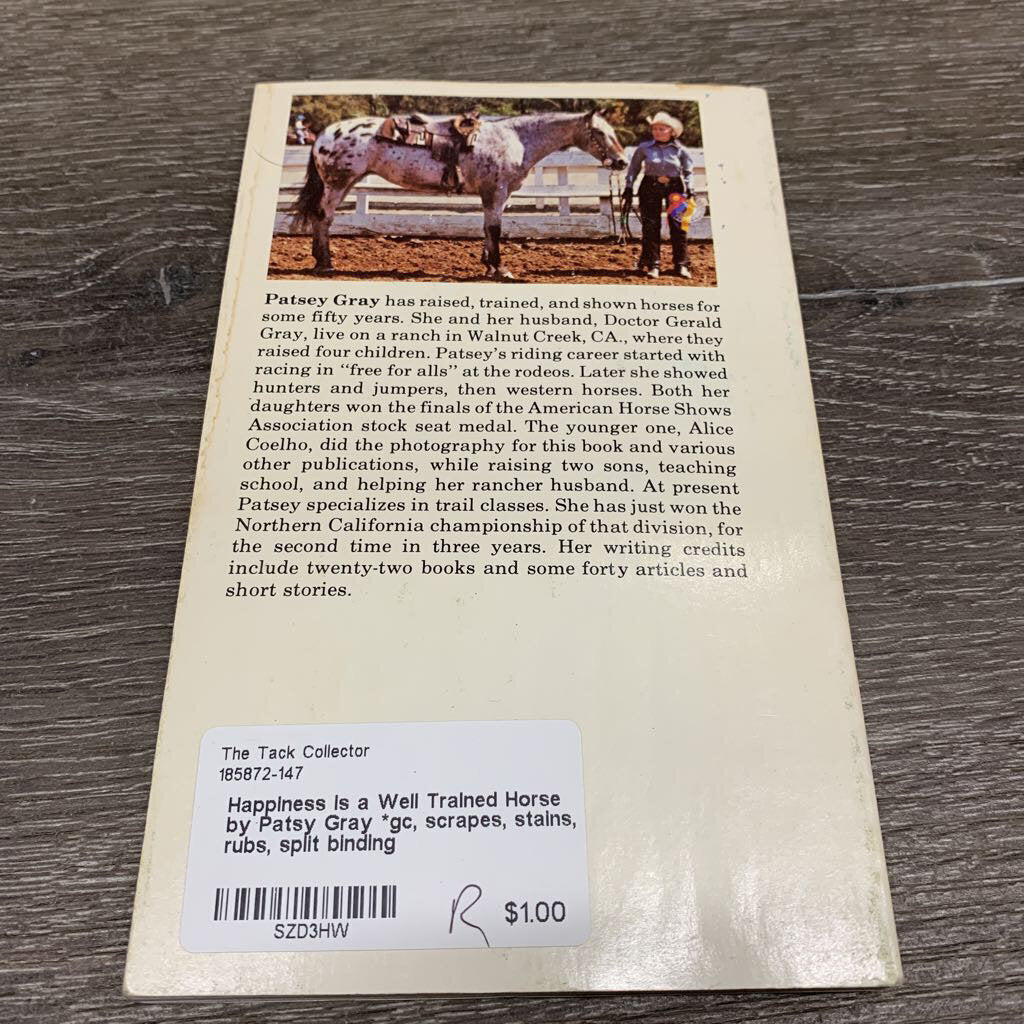 Patsey Gray has raised, trained, and shown horses for
some fifty years. She and her husband, Doctor Gerald
Gray, live on a ranch in Walnut Creek, CA., where they
raised four children. Patsey's riding career started with
racing in "free for alls" at the rodeos. Later she showed
hunters and jumpers, then western horses. Both her
daughters won the finals of the American Horse Shows
Association stock seat medal. The younger one, Alice
Coelho, did the photography for this book and various
other publications, while raising two sons, teaching
school, and helping her rancher husband. At present
Patsey specializes in trail classes. She has just won the
Northern California championship of that division, for
the second time in three years. Her writing credits
include twenty-two books and some forty articles and
short stories.
The Tack Collector
185872-147
Happiness is a Well Trained Horse
by Patsy Gray *gc, scrapes, stains,
rubs, split binding
SZD3HW
R $1.00